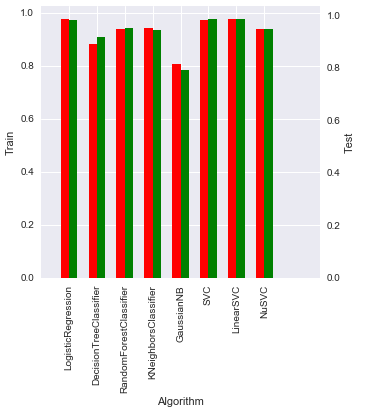 1.0
0.8
0.6
0.4
0.2
0.0
Train
1.0
0.8
0.6
0.4
0.2
0.0
Test
LogisticRegression
DecisionTreeClassifier
RandomForestClassifier
KNeighborsClassifier
GaussianNB
SVC
LinearSVC
NuSVC
Algorithm